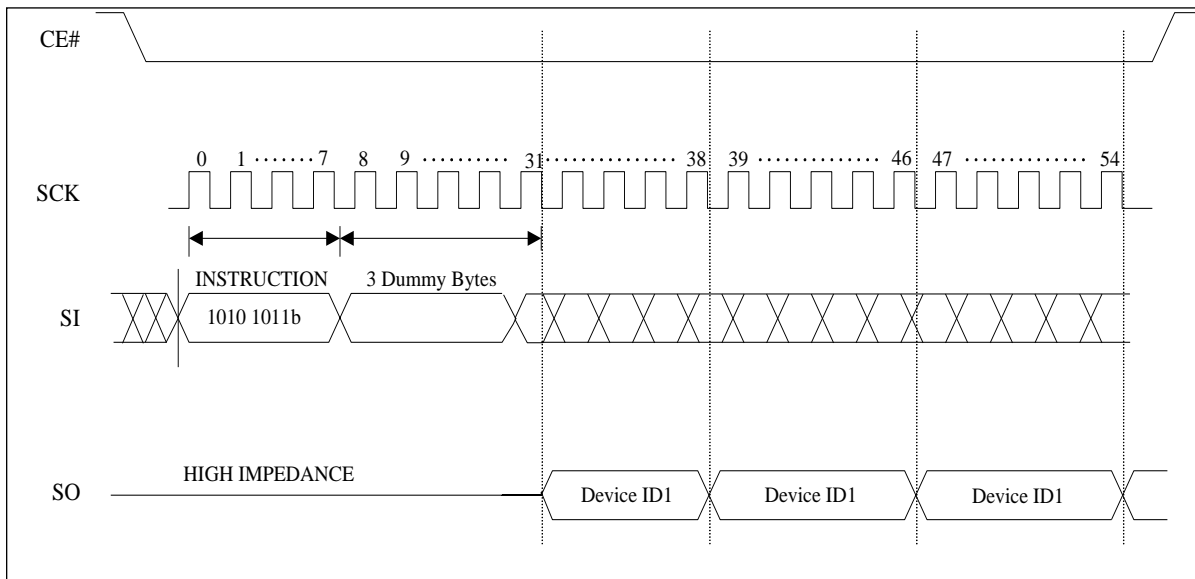 CE#
0 1 ........ 7 8 9 ........... 31 ................ 38 39 ............... 46 47 ............... 54
SCK
INSTRUCTION 3 Dummy Bytes
SI 1010 1011b
HIGH IMPEDANCE
SO Device ID1 Device ID1 Device ID1